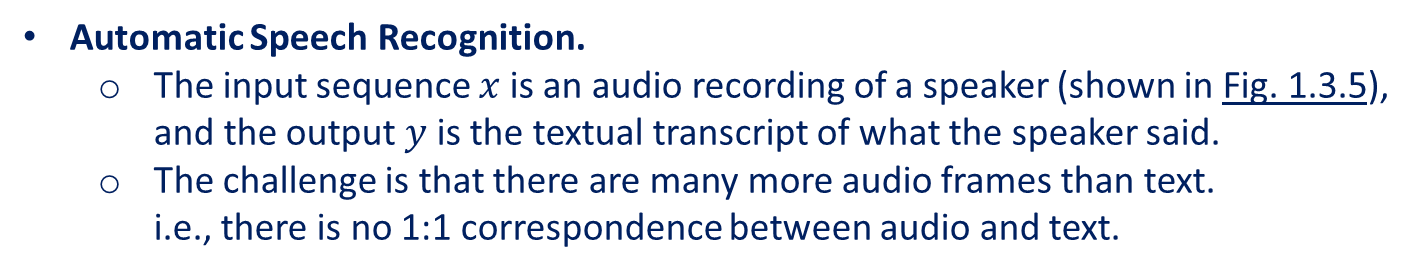 • Automatic Speech Recognition.
o The input sequence x is an audio recording of a speaker (shown in Fig. 1.3.5),
and the output y is the textual transcript of what the speaker said.
o The challenge is that there are many more audio frames than text.
i.e., there is no 1:1 correspondence between audio and text.